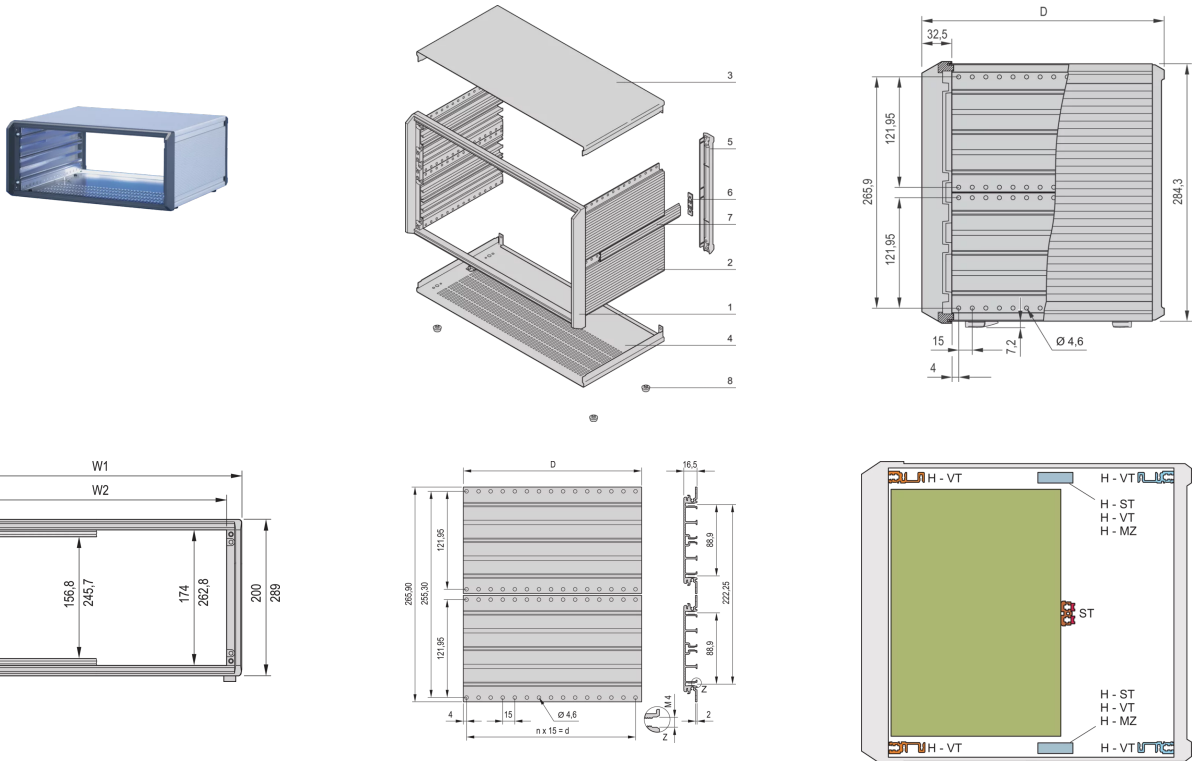 3
5
6
7
2
1
4
8
D
32,5
121,95
265,9
121,95
284,3
15
7,2
Ø 4,6
4
W1
W2
156,8
245,7
174
262,8
200
289
D
16,5
121,95
265,90
255,30
121,95
88,9
222,25
88,9
Z
M 4
4
15
Ø 4,6
2
n x 15 = d
Z
H - VT
H - VT
H - ST
H - VT
H - MZ
ST
H - ST
H - VT
H - MZ
H - VT
H - VT